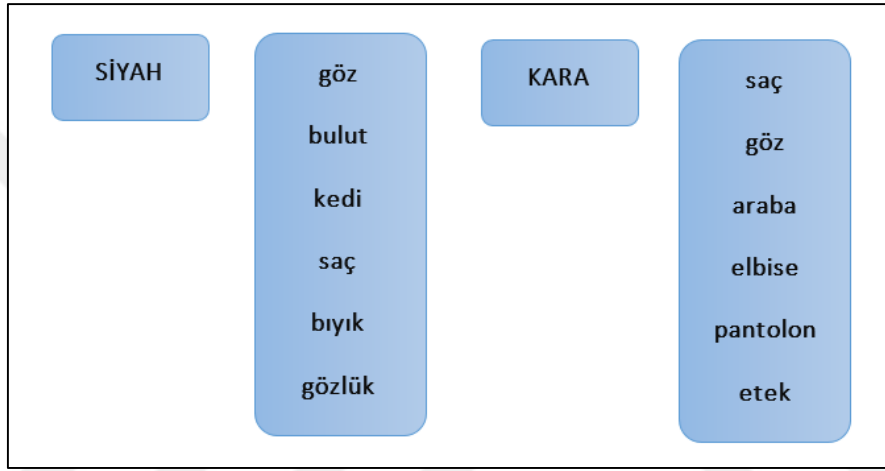 SİYAH
göz
bulut
kedi
saç
bıyık
gözlük
KARA
saç
göz
araba
elbise
pantolon
etek